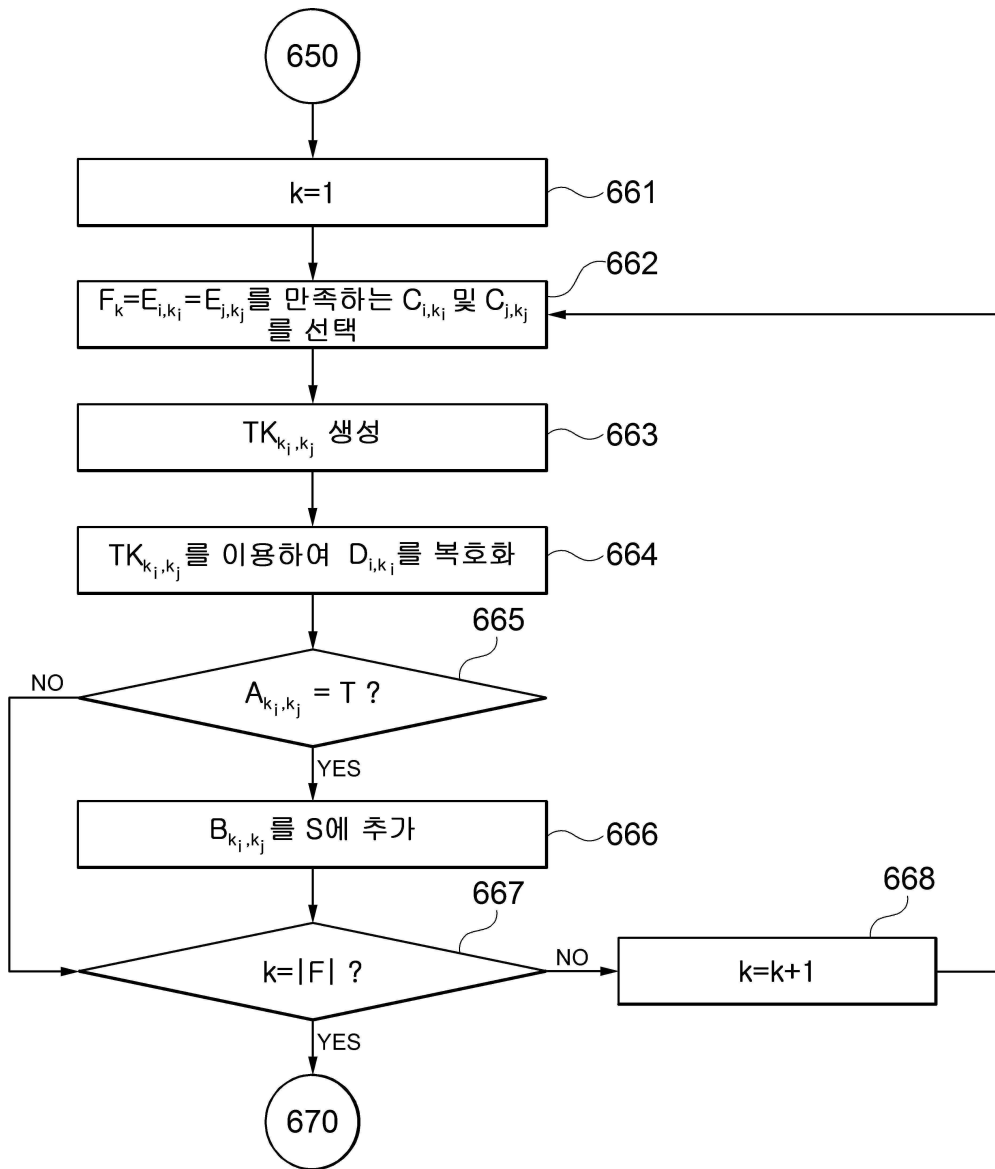 650
k=1
661
662
F_k=E_{i,k_i}=E_{j,k_j}를 만족하는 C_{i,k_i} 및 C_{j,k_j}
를 선택
TK_{k_i,k_j} 생성
663
TK_{k_i,k_j}를 이용하여 D_{i,k_i}를 복호화
664
665
NO
A_{k_i,k_j} = T ?
YES
B_{k_i,k_j}를 S에 추가
666
667
668
k=|F| ?
NO
k=k+1
YES
670